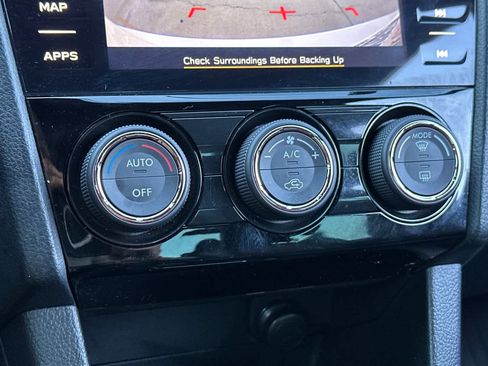 MAP
APPS
Check Surroundings Before Backing Up
AUTO
OFF
- A/C +
MODE